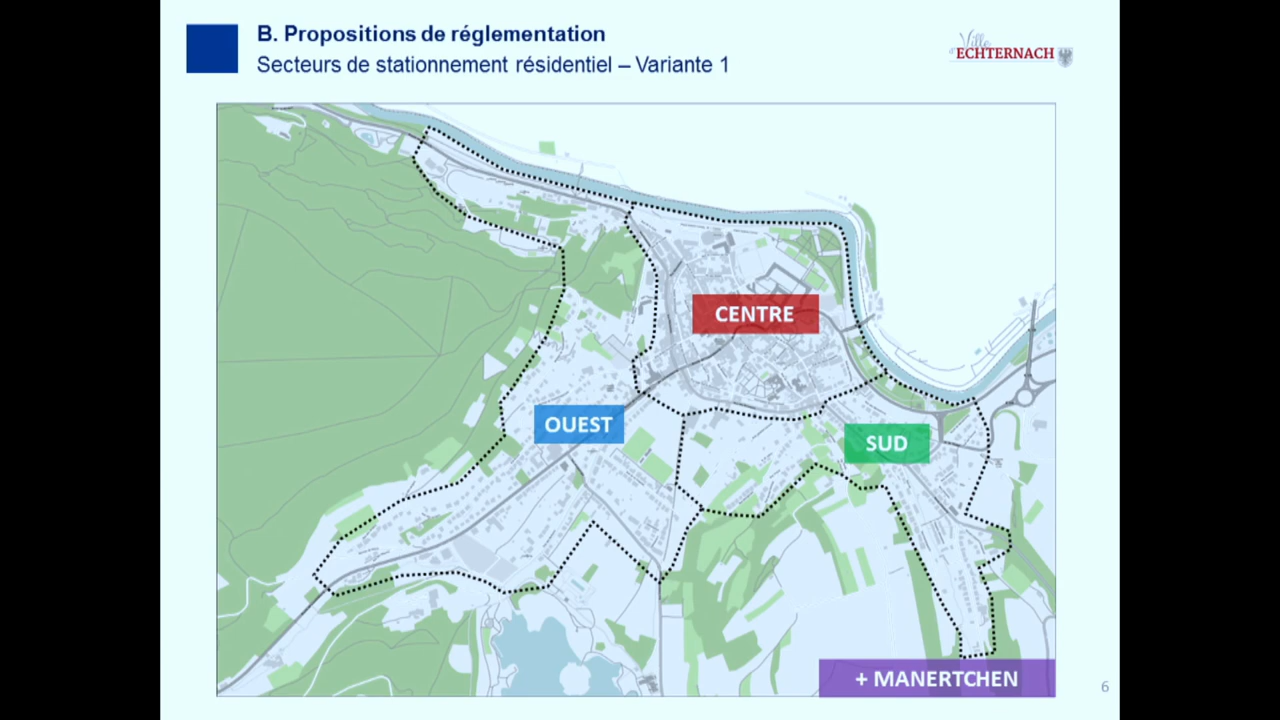 B. Propositions de réglementation
Secteurs de stationnement résidentiel – Variante 1
Ville
d'ECHTERNACH
CENTRE
OUEST
SUD
+ MANERTCHEN
6